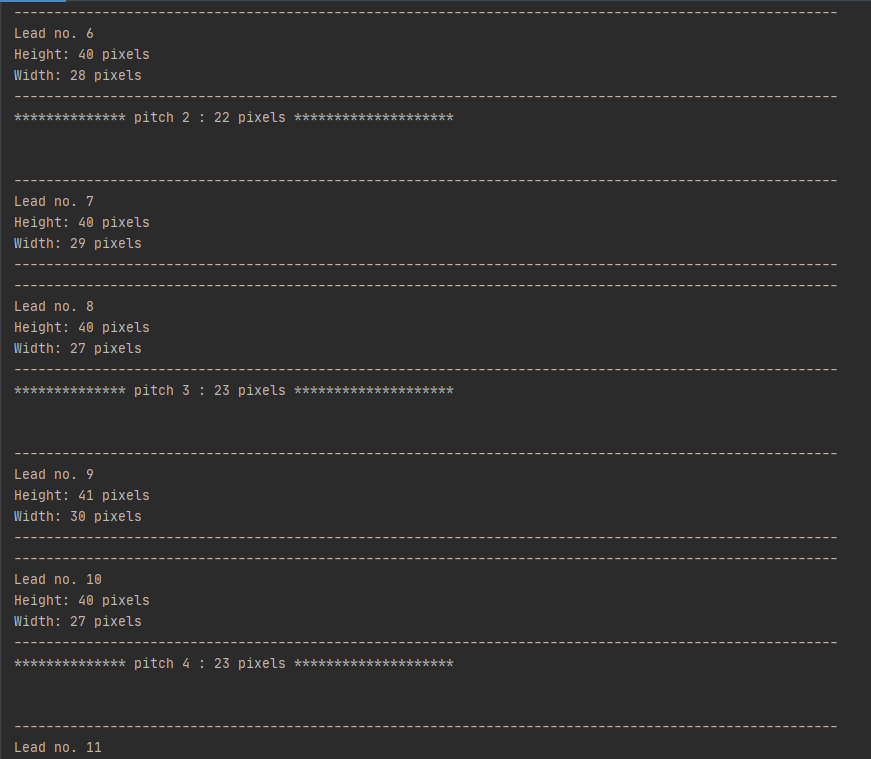 -------------------------------------------------------------------------------------------------------
Lead no. 6
Height: 40 pixels
Width: 28 pixels
-------------------------------------------------------------------------------------------------------
************** pitch 2 : 22 pixels ********************
-------------------------------------------------------------------------------------------------------
Lead no. 7
Height: 40 pixels
Width: 29 pixels
-------------------------------------------------------------------------------------------------------
-------------------------------------------------------------------------------------------------------
Lead no. 8
Height: 40 pixels
Width: 27 pixels
-------------------------------------------------------------------------------------------------------
************** pitch 3 : 23 pixels ********************
-------------------------------------------------------------------------------------------------------
Lead no. 9
Height: 41 pixels
Width: 30 pixels
-------------------------------------------------------------------------------------------------------
-------------------------------------------------------------------------------------------------------
Lead no. 10
Height: 40 pixels
Width: 27 pixels
-------------------------------------------------------------------------------------------------------
************** pitch 4 : 23 pixels ********************
-------------------------------------------------------------------------------------------------------
Lead no. 11